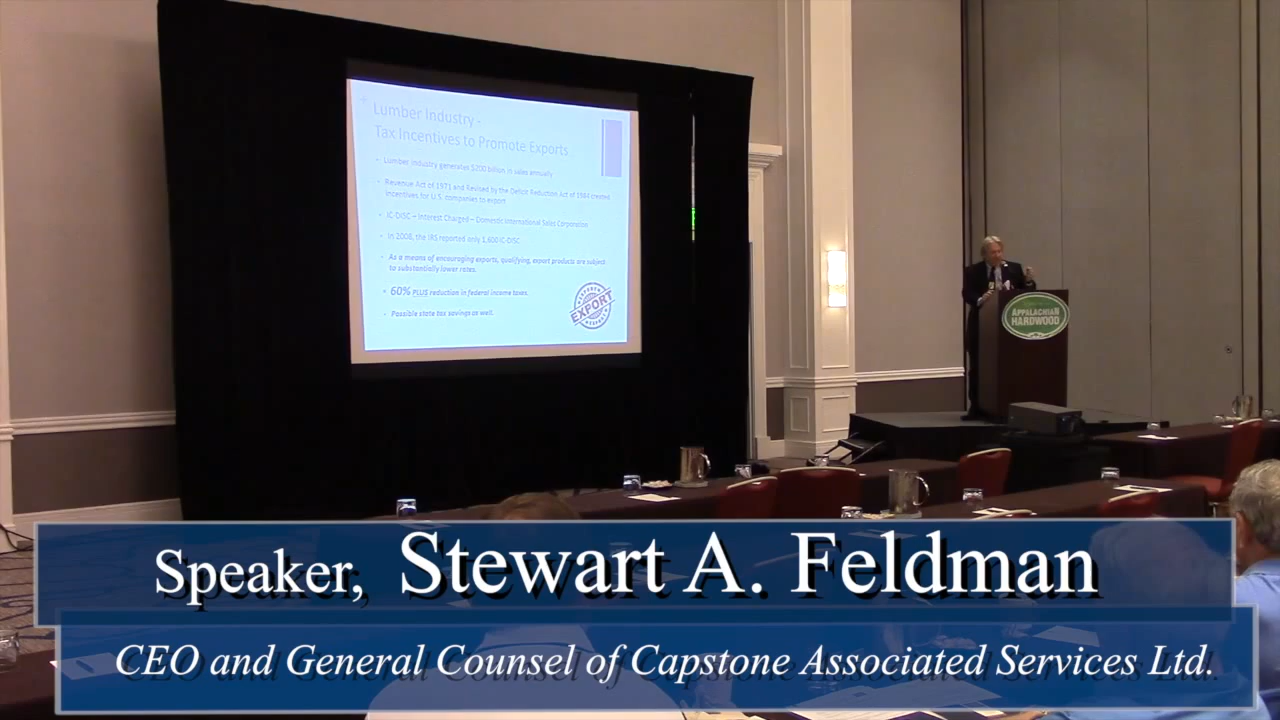 Lumber Industry -
Tax Incentives to Promote Exports
Lumber industry generates $200 billion in sales annually
Revenue Act of 1971 and Revised by the Deficit Reduction Act of 1984 created
incentives for U.S. companies to export
IC-DISC – Interest Charged – Domestic International Sales Corporation
In 2008, the IRS reported only 1,600 IC-DISC
As a means of encouraging exports, qualifying, export products are subject
to substantially lower rates.
60% PLUS reduction in federal income taxes.
Possible state tax savings as well.
EXPORT
APPALACHIAN
HARDWOOD
Speaker, Stewart A. Feldman
CEO and General Counsel of Capstone Associated Services Ltd.